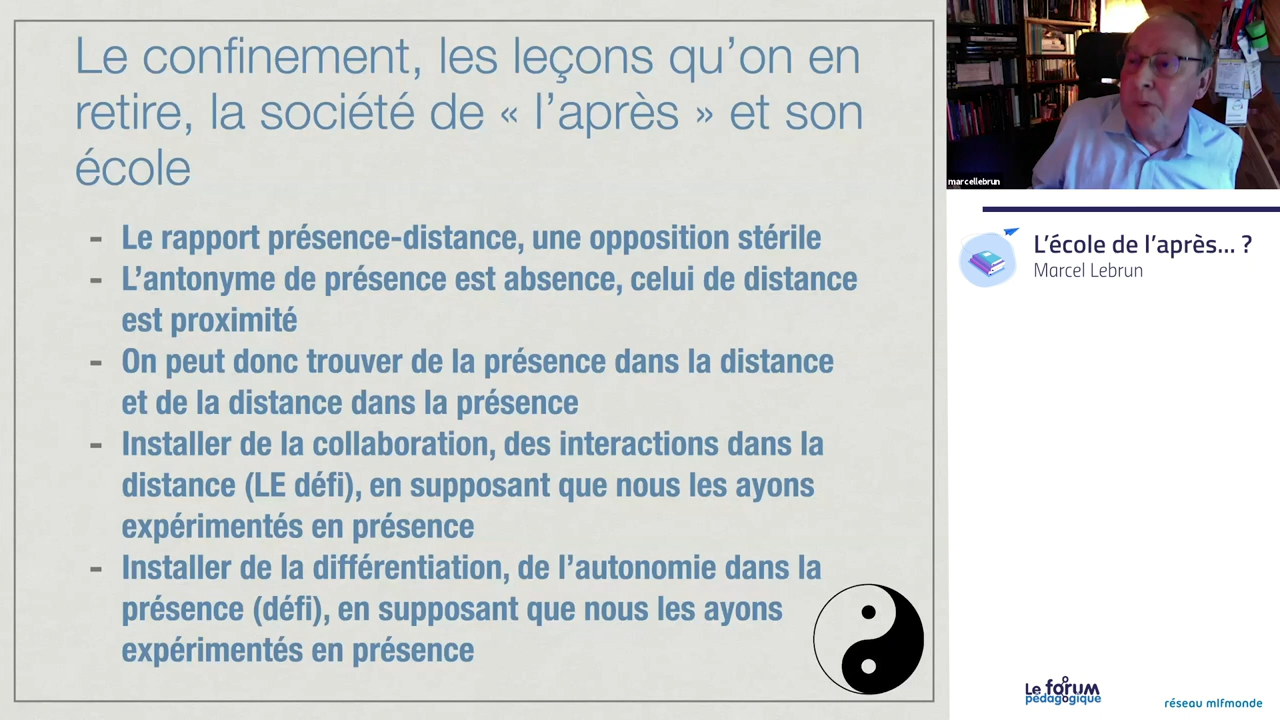 Le confinement, les leçons qu’on en
retire, la société de « l’après » et son
école
- Le rapport présence-distance, une opposition stérile
- L’antonyme de présence est absence, celui de distance
est proximité
- On peut donc trouver de la présence dans la distance
et de la distance dans la présence
- Installer de la collaboration, des interactions dans la
distance (LE défi), en supposant que nous les ayons
expérimentés en présence
- Installer de la différentiation, de l’autonomie dans la
présence (défi), en supposant que nous les ayons
expérimentés en présence
marcellebrun
L’école de l’après... ?
Marcel Lebrun
Le forum
pédagogique
réseau mlfmonde